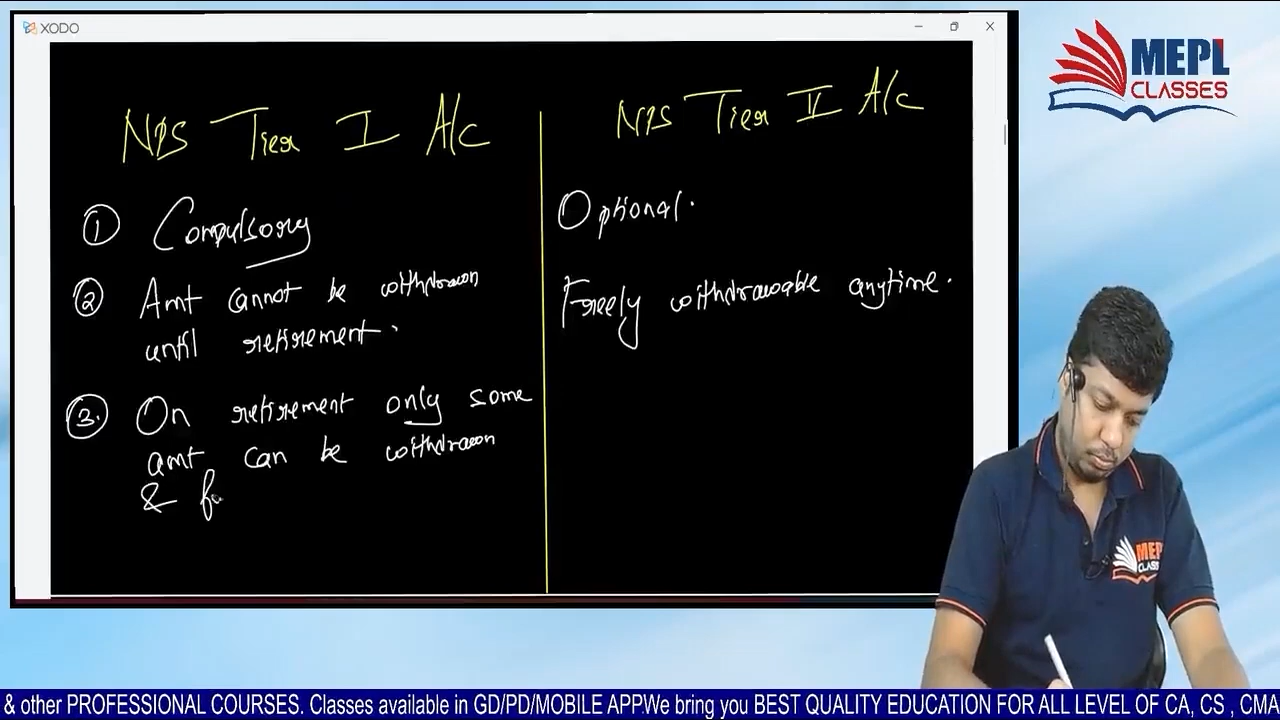 XODO
MEPL
CLASSES
NPS Tier I A/c
① Compulsory
② Amt cannot be withdrawn
until retirement.
③. On retirement only some
amt can be withdrawn
&
NPS Tier II A/c
Optional.
Freely withdrawable anytime.
MEPL
CLASS
& other PROFESSIONAL COURSES. Classes available in GD/PD/MOBILE APP.We bring you BEST QUALITY EDUCATION FOR ALL LEVEL OF CA, CS , CMA